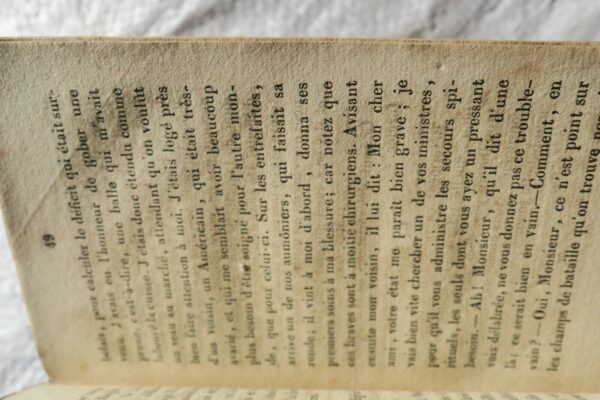 49
balais, pour calculer le déficit qui était sur-
venu. J'avais eu l'honneur de gober une
prune, c'est-à-dire, une balle qui m'avait
labouré la cuisse. J'étais donc étendu comme
un veau au marché, attendant qu'on voulût
bien faire attention à moi. J'étais logé près
d'un voisin, un Américain, qui était très-
avarié, et qui me semblait avoir beaucoup
plus besoin d'être soigné pour l'autre mon-
de, que pour celui-ci. Sur les entrefaites,
arrive un de nos aumôniers, qui faisait sa
ronde; il vint à moi d'abord, donna ses
premiers soins à ma blessure; car notez que
ces braves sont à moitié chirurgiens. Avisant
ensuite mon voisin, il lui dit : Mon cher
ami, votre état me paraît bien grave; je
vais bien vite chercher un de vos ministres,
pour qu'il vous administre les secours spi-
rituels, les seuls dont vous ayez un pressant
besoin.—Ah! Monsieur, qu'il dit d'une
voix délabrée, ne vous donnez pas ce trouble-
là; ce serait bien en vain.—Comment, en
vain?—Oui, Monsieur, ce n'est point sur
les champs de bataille qu'on trouve nos